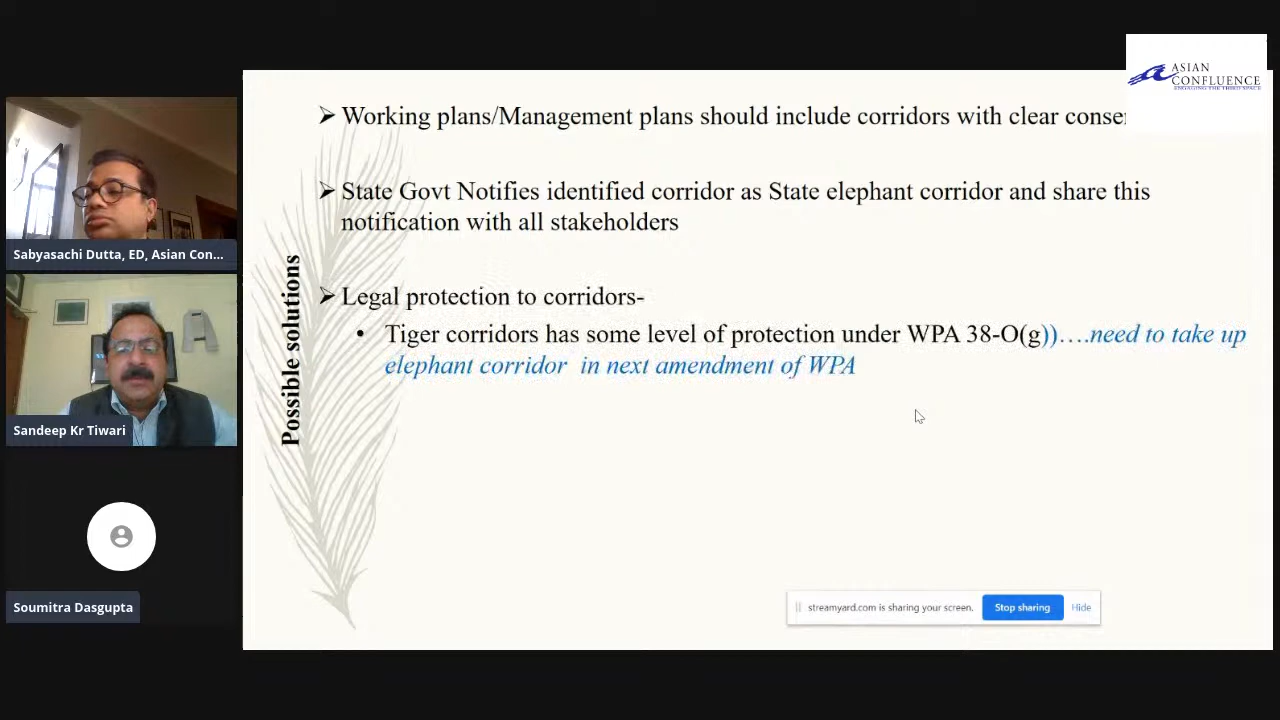 ASIAN
CONFLUENCE
Working plans/Management plans should include corridors with clear conser
State Govt Notifies identified corridor as State elephant corridor and share this
notification with all stakeholders
Possible solutions
Legal protection to corridors-
• Tiger corridors has some level of protection under WPA 38-O(g))….need to take up
elephant corridor in next amendment of WPA
Sabyasachi Dutta, ED, Asian Con...
Sandeep Kr Tiwari
Soumitra Dasgupta
streamyard.com is sharing your screen.
Stop sharing
Hide